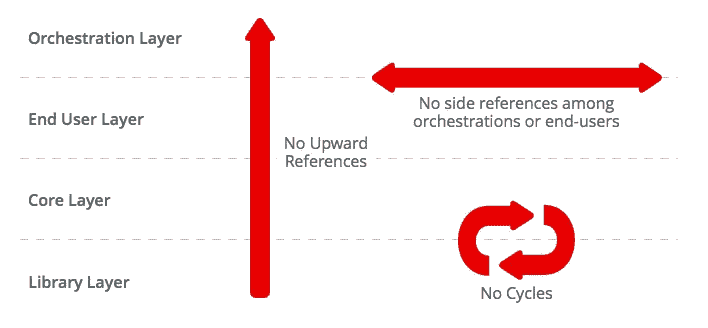 Orchestration Layer
No side references among
orchestrations or end-users
End User Layer
No Upward
References
Core Layer
Library Layer
No Cycles